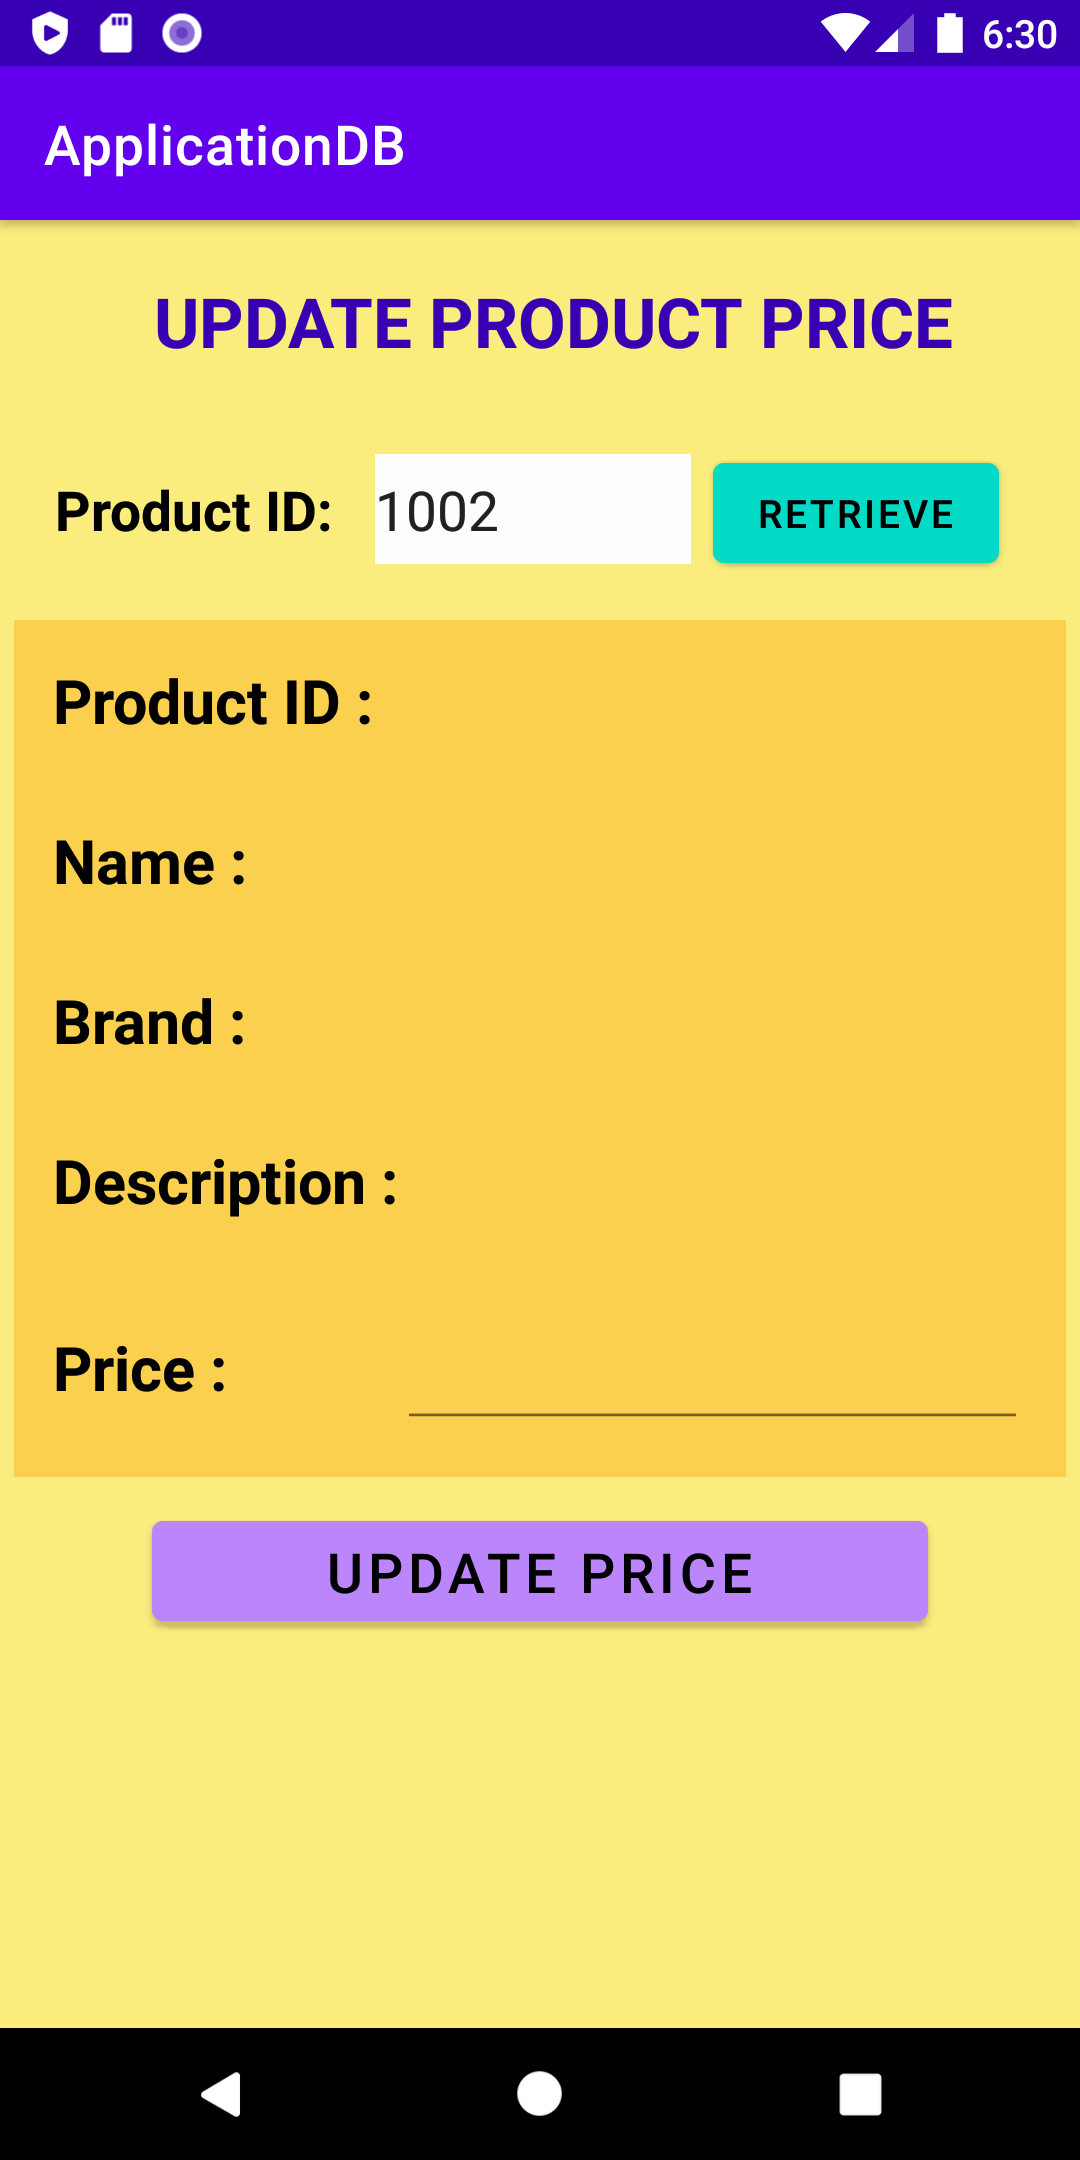 6:30
ApplicationDB
UPDATE PRODUCT PRICE
Product ID: 1002 RETRIEVE
Product ID :
Name :
Brand :
Description :
Price :
UPDATE PRICE